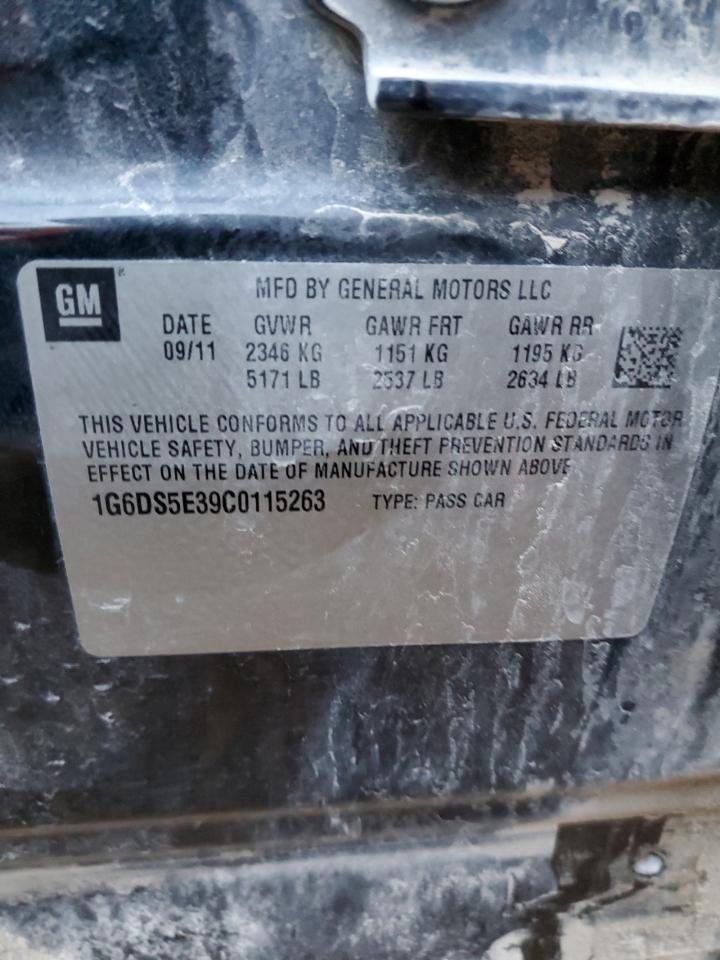 GM
MFD BY GENERAL MOTORS LLC
DATE GVWR GAWR FRT GAWR RR
09/11 2346 KG 1151 KG 1195 KG
5171 LB 2537 LB 2634 LB
THIS VEHICLE CONFORMS TO ALL APPLICABLE U.S. FEDERAL MOTOR
VEHICLE SAFETY, BUMPER, AND THEFT PREVENTION STANDARDS IN
EFFECT ON THE DATE OF MANUFACTURE SHOWN ABOVE
1G6DS5E39C0115263 TYPE: PASS CAR